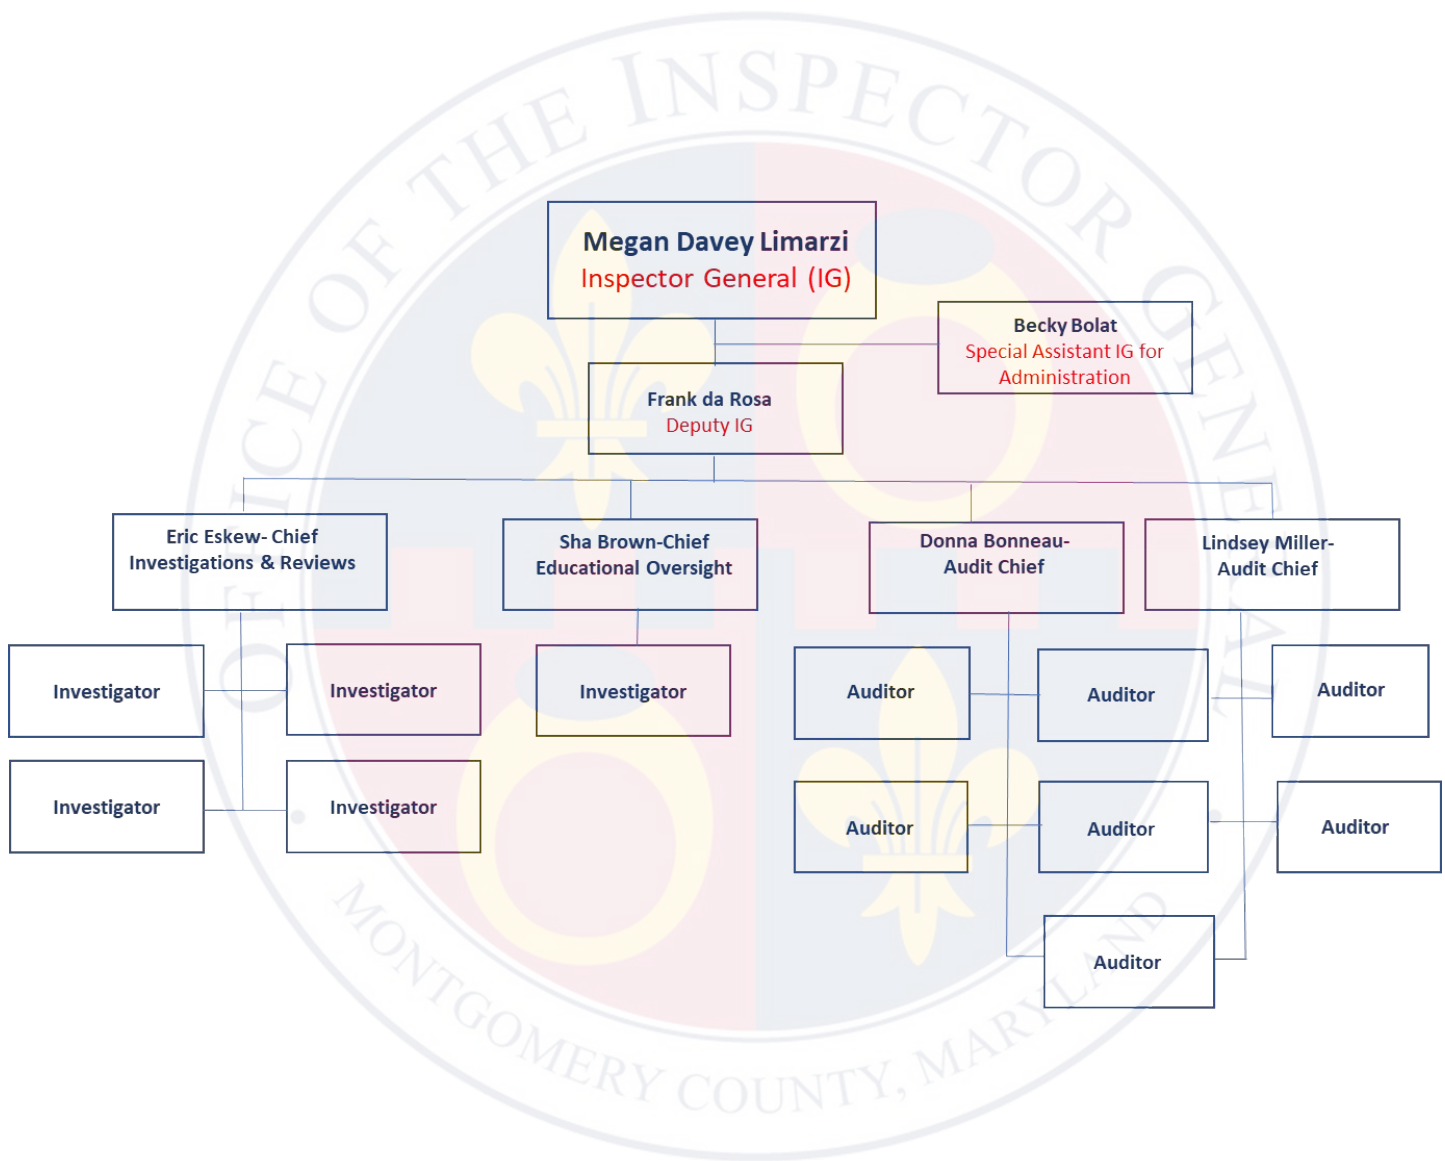 OFFICE OF THE INSPECTOR GENERAL
Megan Davey Limarzi
Inspector General (IG)
Becky Bolat
Special Assistant IG for
Administration
Frank da Rosa
Deputy IG
Eric Eskew- Chief
Investigations & Reviews
Sha Brown-Chief
Educational Oversight
Donna Bonneau-
Audit Chief
Lindsey Miller-
Audit Chief
Investigator
Investigator
Investigator
Auditor
Auditor
Auditor
Investigator
Investigator
Auditor
Auditor
Auditor
Auditor
MONTGOMERY COUNTY, MARYLAND